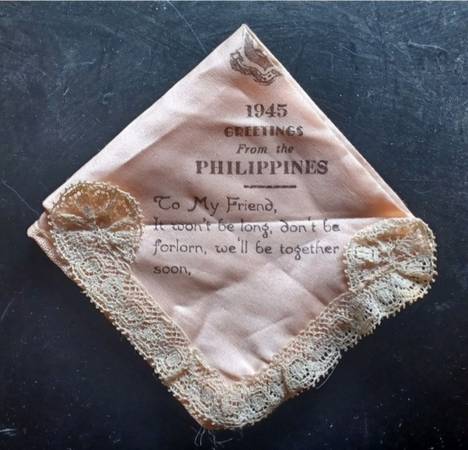 1945
GREETINGS
From the
PHILIPPINES
To My Friend,
It won't be long, don't be
forlorn, we'll be together
soon,